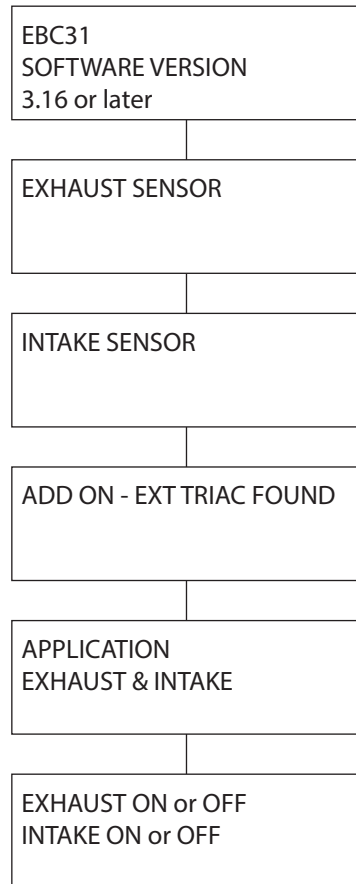 EBC31
SOFTWARE VERSION
3.16 or later
EXHAUST SENSOR
INTAKE SENSOR
ADD ON - EXT TRIAC FOUND
APPLICATION
EXHAUST & INTAKE
EXHAUST ON or OFF
INTAKE ON or OFF